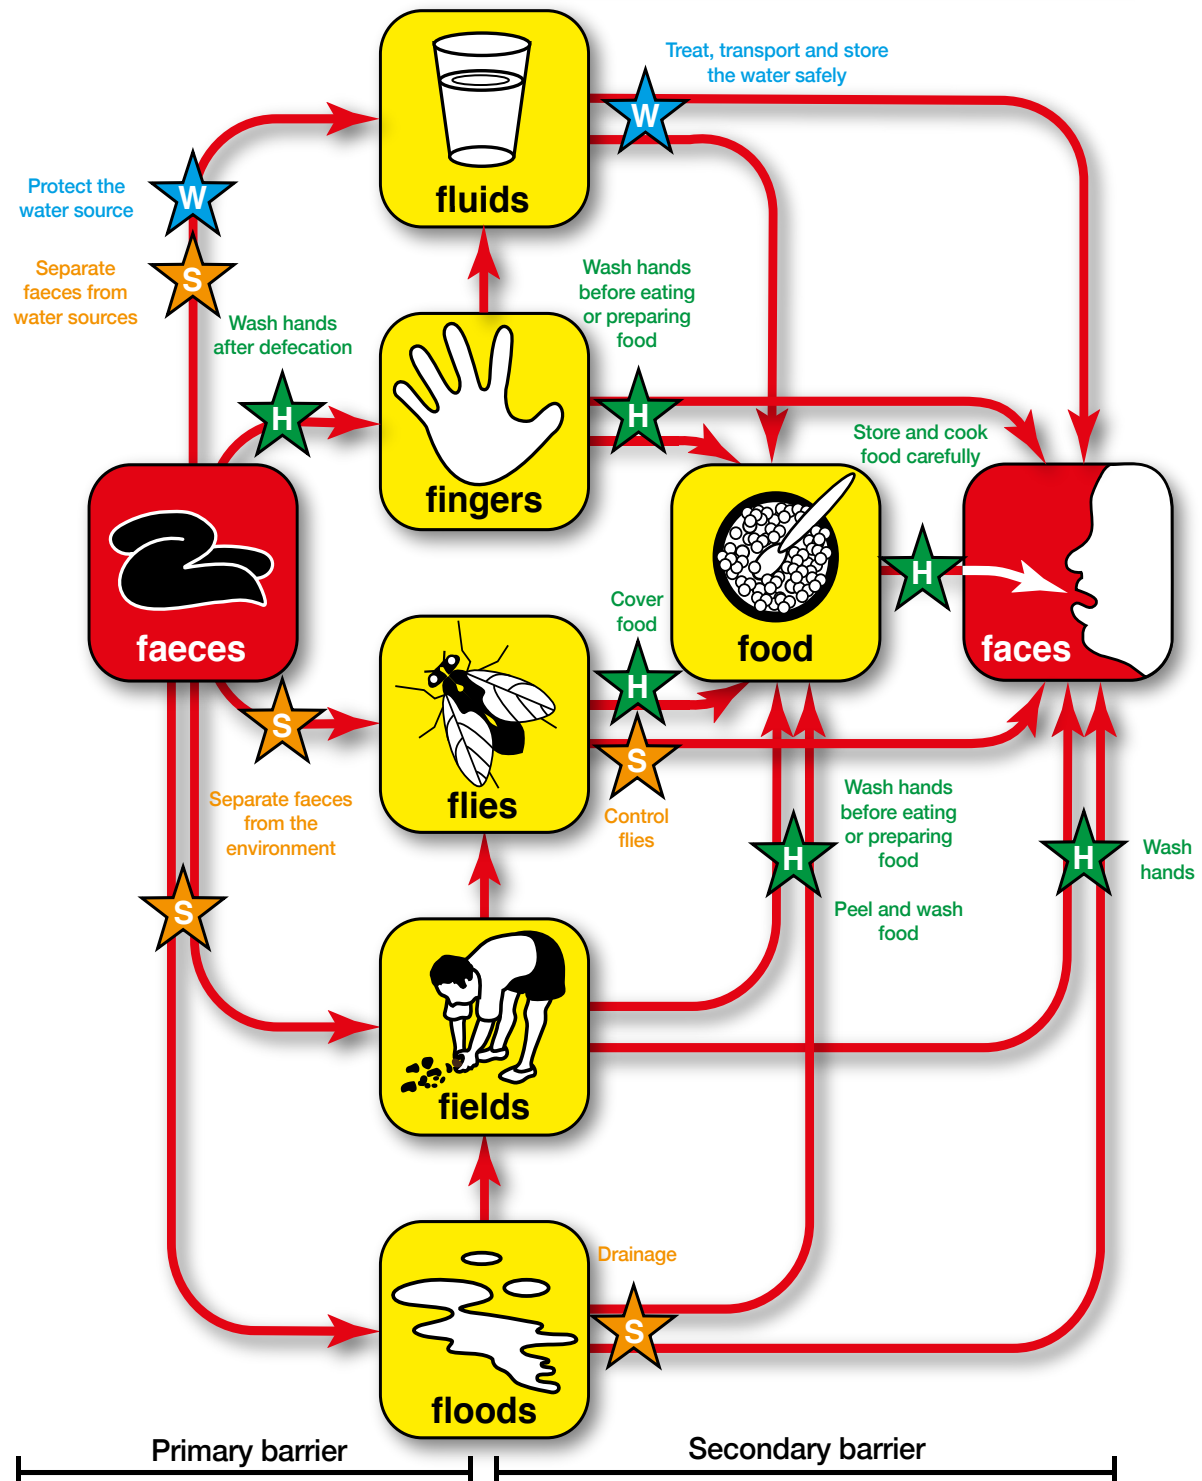 Treat, transport and store
the water safely
W
fluids
Protect the
water source
W
Separate
faeces from
water sources
S
Wash hands
after defecation
H
Wash hands
before eating
or preparing
food
H
fingers
Store and cook
food carefully
H
faeces
food
faces
Cover
food
H
S
Control
flies
S
Separate faeces
from the
environment
flies
Wash hands
before eating
or preparing
food
H
Peel and wash
food
H
Wash
hands
S
fields
Drainage
S
floods
Primary barrier
Secondary barrier